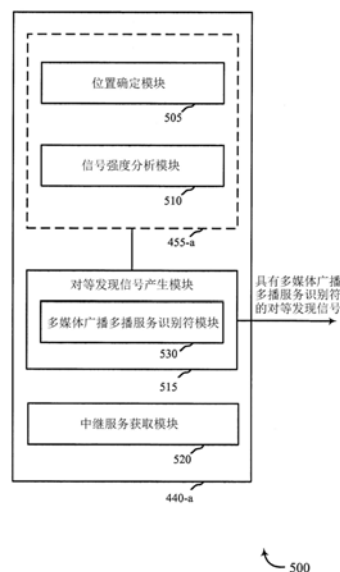 位置确定模块
505
信号强度分析模块
510
455-a
对等发现信号产生模块
多媒体广播多播服务识别符模块
530
515
具有多媒体广播
多播服务识别符
的对等发现信号
中继服务获取模块
520
440-a
500